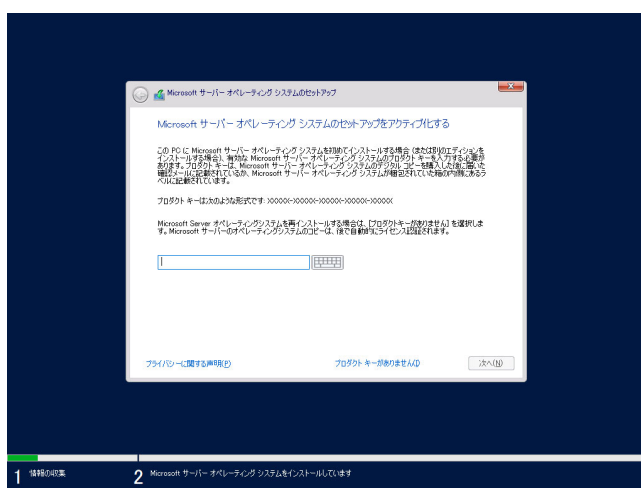 Microsoft サーバー オペレーティング システムのセットアップ
Microsoft サーバー オペレーティング システムのセットアップをアクティブ化する
この PC に Microsoft サーバー オペレーティング システムを初めてインストールする場合 (または別のエディションを
インストールする場合)、有効な Microsoft サーバー オペレーティング システムのプロダクト キーを入力する必要が
あります。プロダクト キーは、Microsoft サーバー オペレーティング システムのデジタル コピーを購入した後に届いた
確認メールに記載されているか、Microsoft サーバー オペレーティング システムが梱包されていた箱の内側にあるラ
ベルに記載されています。
プロダクト キーは次のような形式です: XXXXX-XXXXX-XXXXX-XXXXX-XXXXX
Microsoft Server オペレーティングシステムを再インストールする場合は、[プロダクトキーがありません] を選択しま
す。Microsoft サーバーのオペレーティングシステムのコピーは、後で自動的にライセンス認証されます。
プライバシーに関する声明(P)
プロダクト キーがありません(I)
次へ(N)
1 情報の収集
2 Microsoft サーバー オペレーティング システムをインストールしています